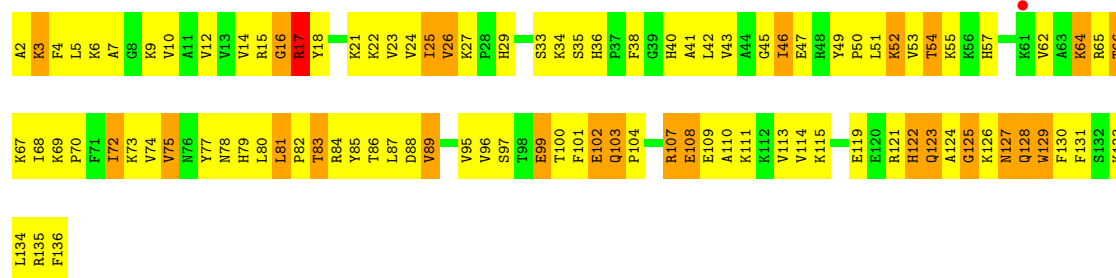 A2 K3 F4 L5 K6 A7 G8 K9 V10 A11 V12 V13 V14 R15 G16 R17 Y18 K21 K22 V23 V24 I25 V26 K27 P28 H29 S33 K34 S35 H36 P37 F38 G39 H40 A41 L42 V43 A44 G45 I46 E47 R48 Y49 P50 L51 K52 V53 T54 K55 K56 H57 K61 V62 A63 K64 R65
K67 I68 K69 P70 F71 I72 K73 V74 V75 N76 Y77 N78 H79 L80 L81 P82 T83 R84 Y85 T86 L87 D88 V89 V95 V96 S97 T98 E99 T100 F101 E102 Q103 P104 R107 E108 E109 A110 K111 K112 V113 V114 K115 E119 E120 R121 H122 Q123 A124 G125 K126 N127 Q128 W129 F130 F131 S132
L134 R135 F136